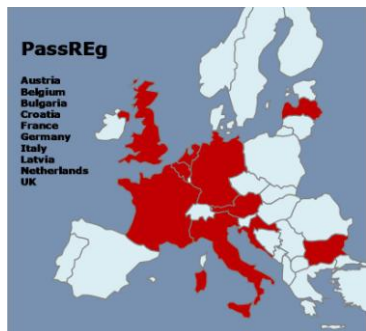 PassREg
Austria
Belgium
Bulgaria
Croatia
France
Germany
Italy
Latvia
Netherlands
UK